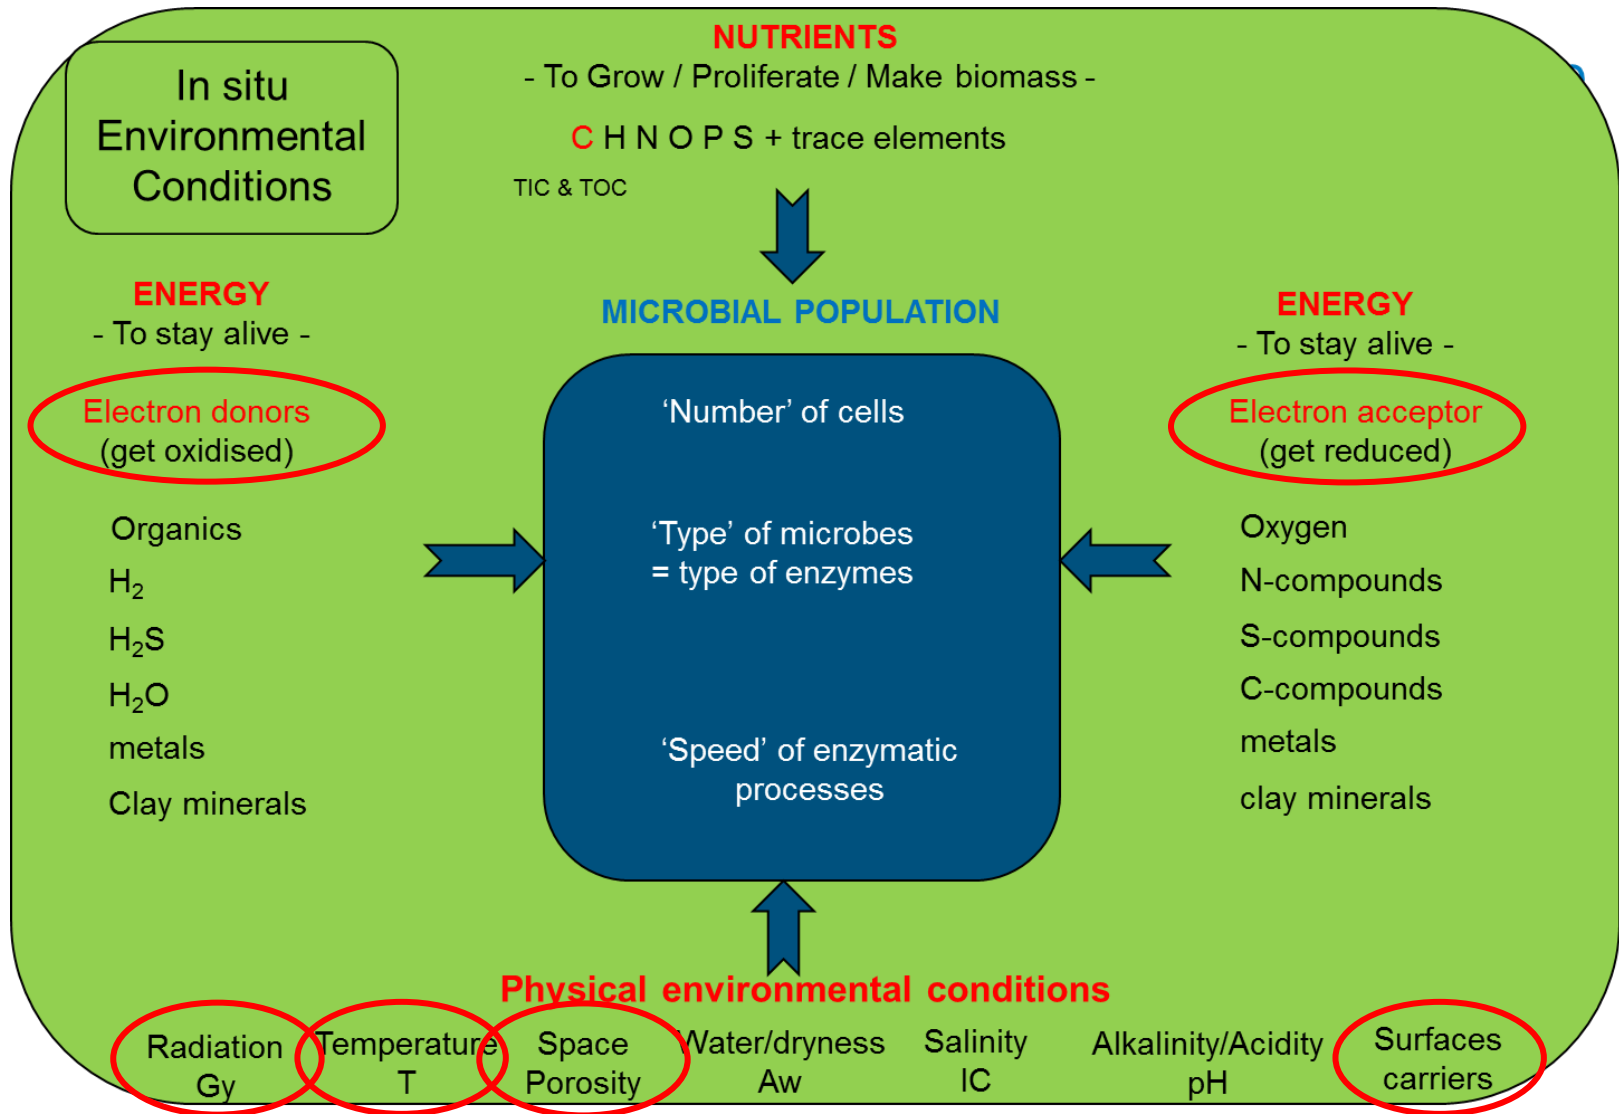 NUTRIENTS
- To Grow / Proliferate / Make biomass -
C H N O P S + trace elements
TIC & TOC
In situ
Environmental
Conditions
ENERGY
- To stay alive -
Electron donors
(get oxidised)
Organics
H₂
H₂S
H₂O
metals
Clay minerals
MICROBIAL POPULATION
‘Number’ of cells
‘Type’ of microbes
= type of enzymes
‘Speed’ of enzymatic
processes
ENERGY
- To stay alive -
Electron acceptor
(get reduced)
Oxygen
N-compounds
S-compounds
C-compounds
metals
clay minerals
Physical environmental conditions
Radiation
Gy
Temperature
T
Space
Porosity
Water/dryness
Aw
Salinity
IC
Alkalinity/Acidity
pH
Surfaces
carriers